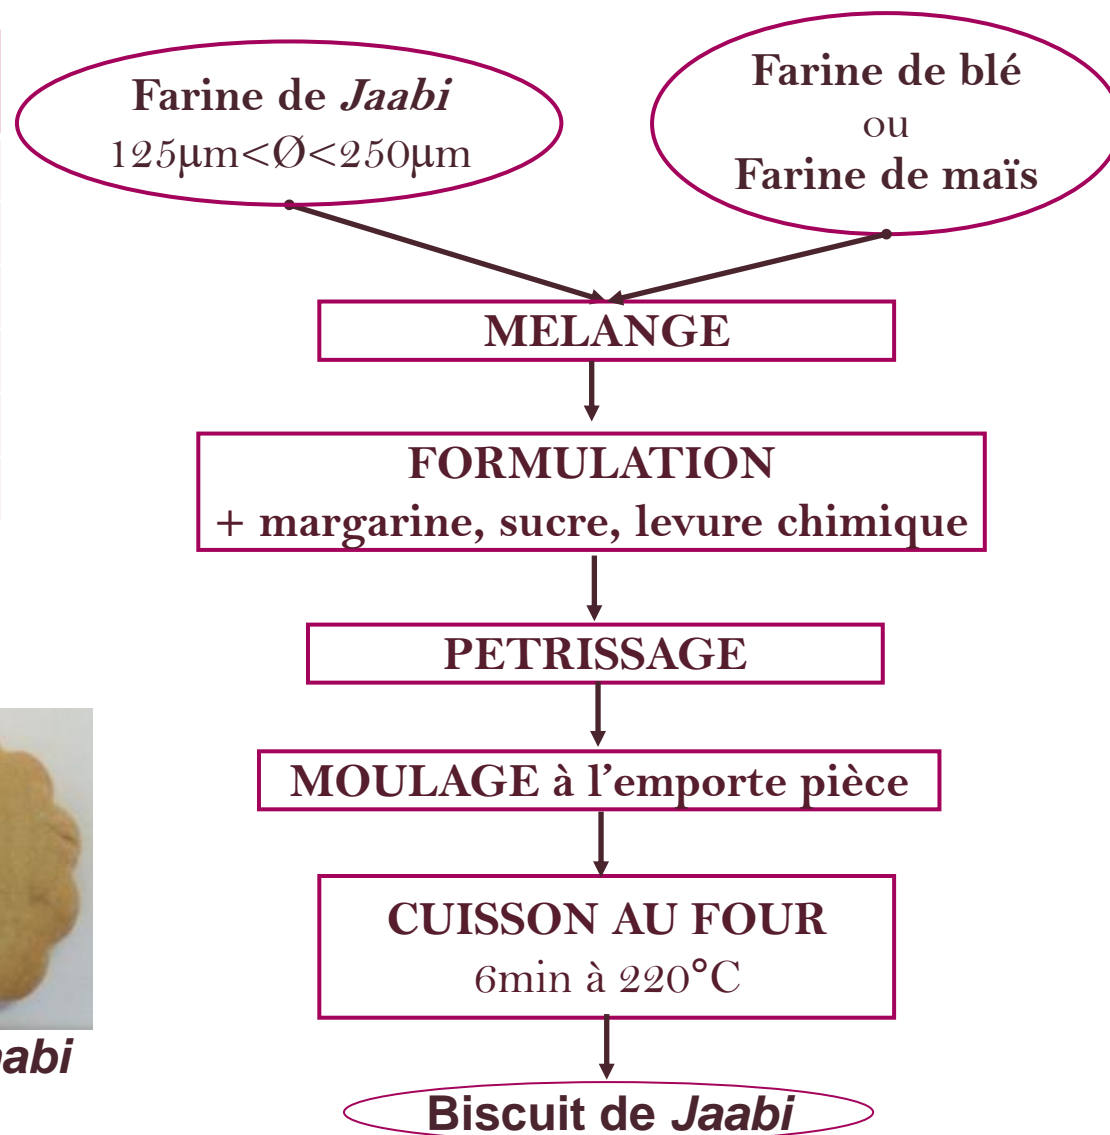 Farine de Jaabi
125µm<Ø<250µm
Farine de blé
ou
Farine de maïs
MELANGE
FORMULATION
+ margarine, sucre, levure chimique
PETRISSAGE
MOULAGE à l’emporte pièce
CUISSON AU FOUR
6min à 220°C
Biscuit de Jaabi